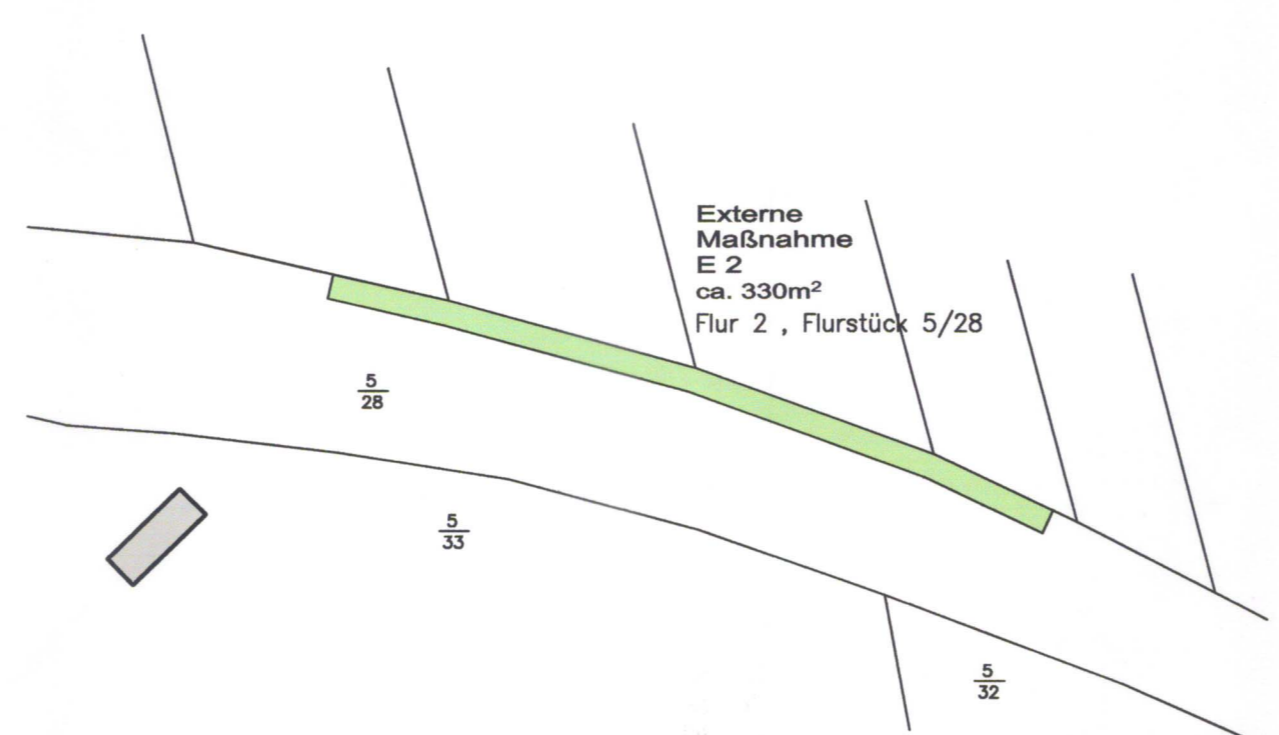 Externe
Maßnahme
E 2
ca. 330m²
Flur 2 , Flurstück 5/28
5
28
5
33
5
32